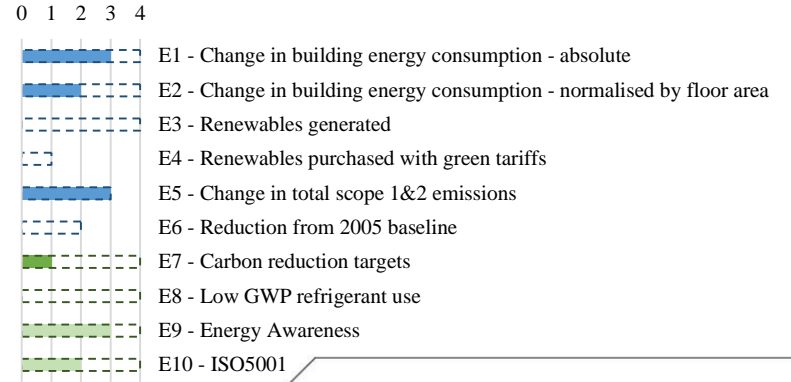 0 1 2 3 4
E1 - Change in building energy consumption - absolute
E2 - Change in building energy consumption - normalised by floor area
E3 - Renewables generated
E4 - Renewables purchased with green tariffs
E5 - Change in total scope 1&2 emissions
E6 - Reduction from 2005 baseline
E7 - Carbon reduction targets
E8 - Low GWP refrigerant use
E9 - Energy Awareness
E10 - ISO5001